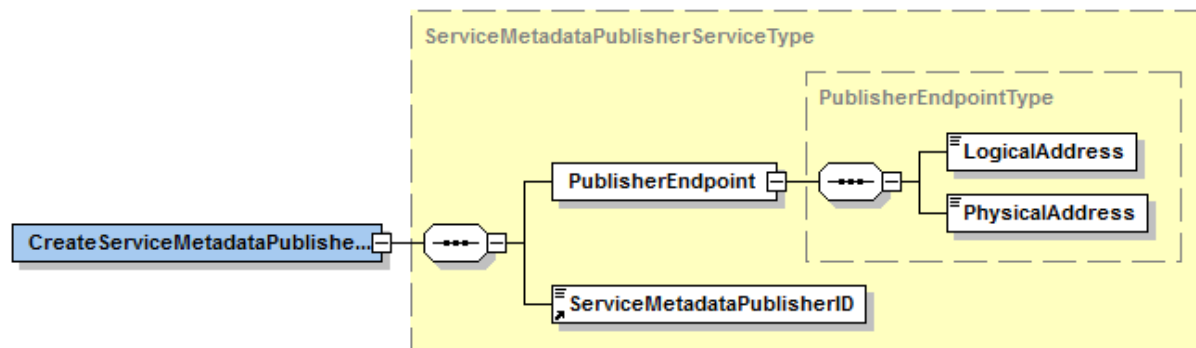 ServiceMetadataPublisherServiceType
PublisherEndpointType
LogicalAddress
PublisherEndpoint
PhysicalAddress
CreateServiceMetadataPublishe...
ServiceMetadataPublisherID